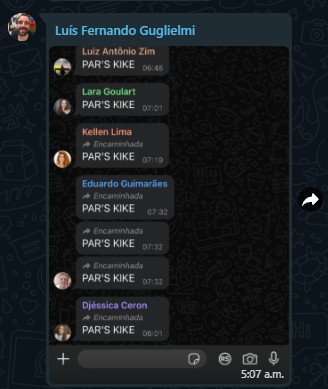 Luís Fernando Guglielmi
Luiz Antônio Zim
PAR'S KIKE 06:48
Lara Goulart
PAR'S KIKE 07:01
Kellen Lima
Encaminhada
PAR'S KIKE 07:19
Eduardo Guimarães
PAR'S KIKE 07:32
Encaminhada
PAR'S KIKE 07:32
Encaminhada
PAR'S KIKE 07:32
Djéssica Ceron
Encaminhada
PAR'S KIKE 08:01
RS
5:07 a.m.